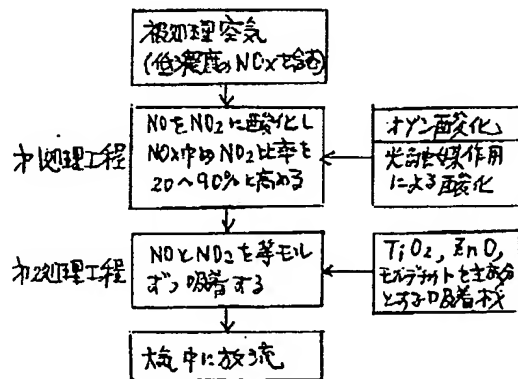 被処理空気
(低濃度のNOxを含む)
NOをNO2に酸化し
NOx中のNO2比率を
20〜90%に高める
オゾン酸化
光触媒作用
による酸化
才1処理工程
NOとNO2を等モル
ずつ吸着する
TiO2, ZnO,
モルデナイトを主成分
とする吸着材
才2処理工程
大気中に放流